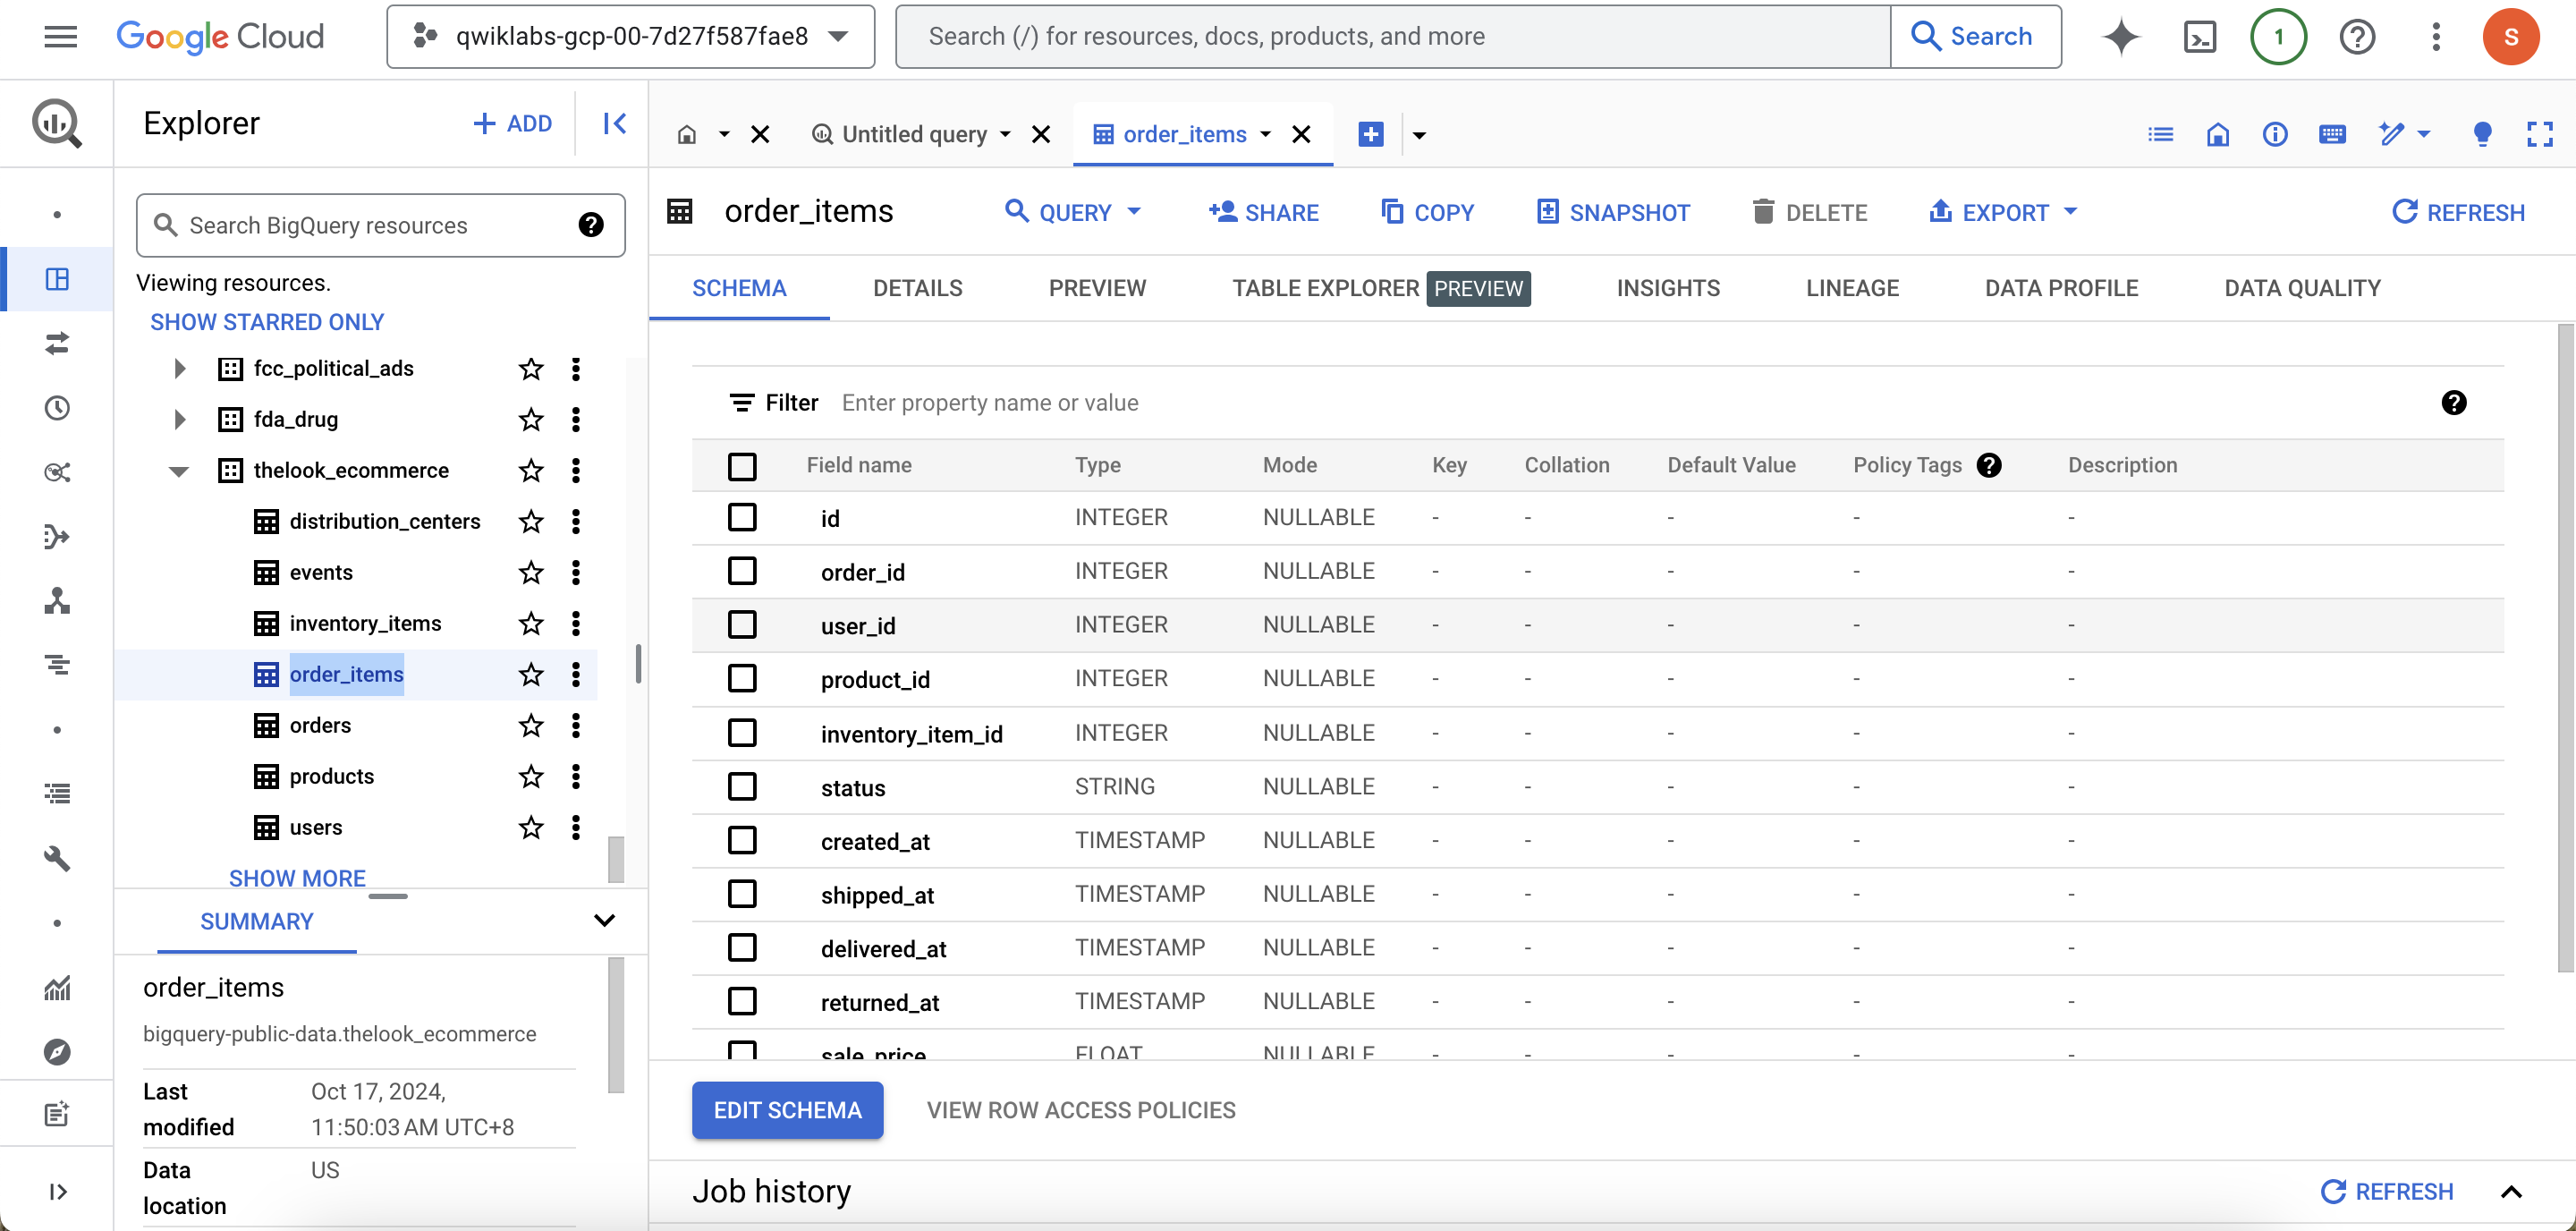 Google Cloud
qwiklabs-gcp-00-7d27f587fae8
Search (/) for resources, docs, products, and more
Search
1
S
Explorer
ADD
Untitled query
order_items
Search BigQuery resources
Viewing resources.
SHOW STARRED ONLY
fcc_political_ads
fda_drug
thelook_ecommerce
distribution_centers
events
inventory_items
order_items
orders
products
users
SHOW MORE
SUMMARY
order_items
bigquery-public-data.thelook_ecommerce
Last modified Oct 17, 2024, 11:50:03 AM UTC+8
Data location US
order_items
QUERY SHARE COPY SNAPSHOT DELETE EXPORT REFRESH
SCHEMA DETAILS PREVIEW TABLE EXPLORER PREVIEW INSIGHTS LINEAGE DATA PROFILE DATA QUALITY
Filter Enter property name or value
Field name Type Mode Key Collation Default Value Policy Tags Description
id INTEGER NULLABLE - - - - -
order_id INTEGER NULLABLE - - - - -
user_id INTEGER NULLABLE - - - - -
product_id INTEGER NULLABLE - - - - -
inventory_item_id INTEGER NULLABLE - - - - -
status STRING NULLABLE - - - - -
created_at TIMESTAMP NULLABLE - - - - -
shipped_at TIMESTAMP NULLABLE - - - - -
delivered_at TIMESTAMP NULLABLE - - - - -
returned_at TIMESTAMP NULLABLE - - - - -
sale_price FLOAT NULLABLE - - - - -
EDIT SCHEMA VIEW ROW ACCESS POLICIES
Job history REFRESH